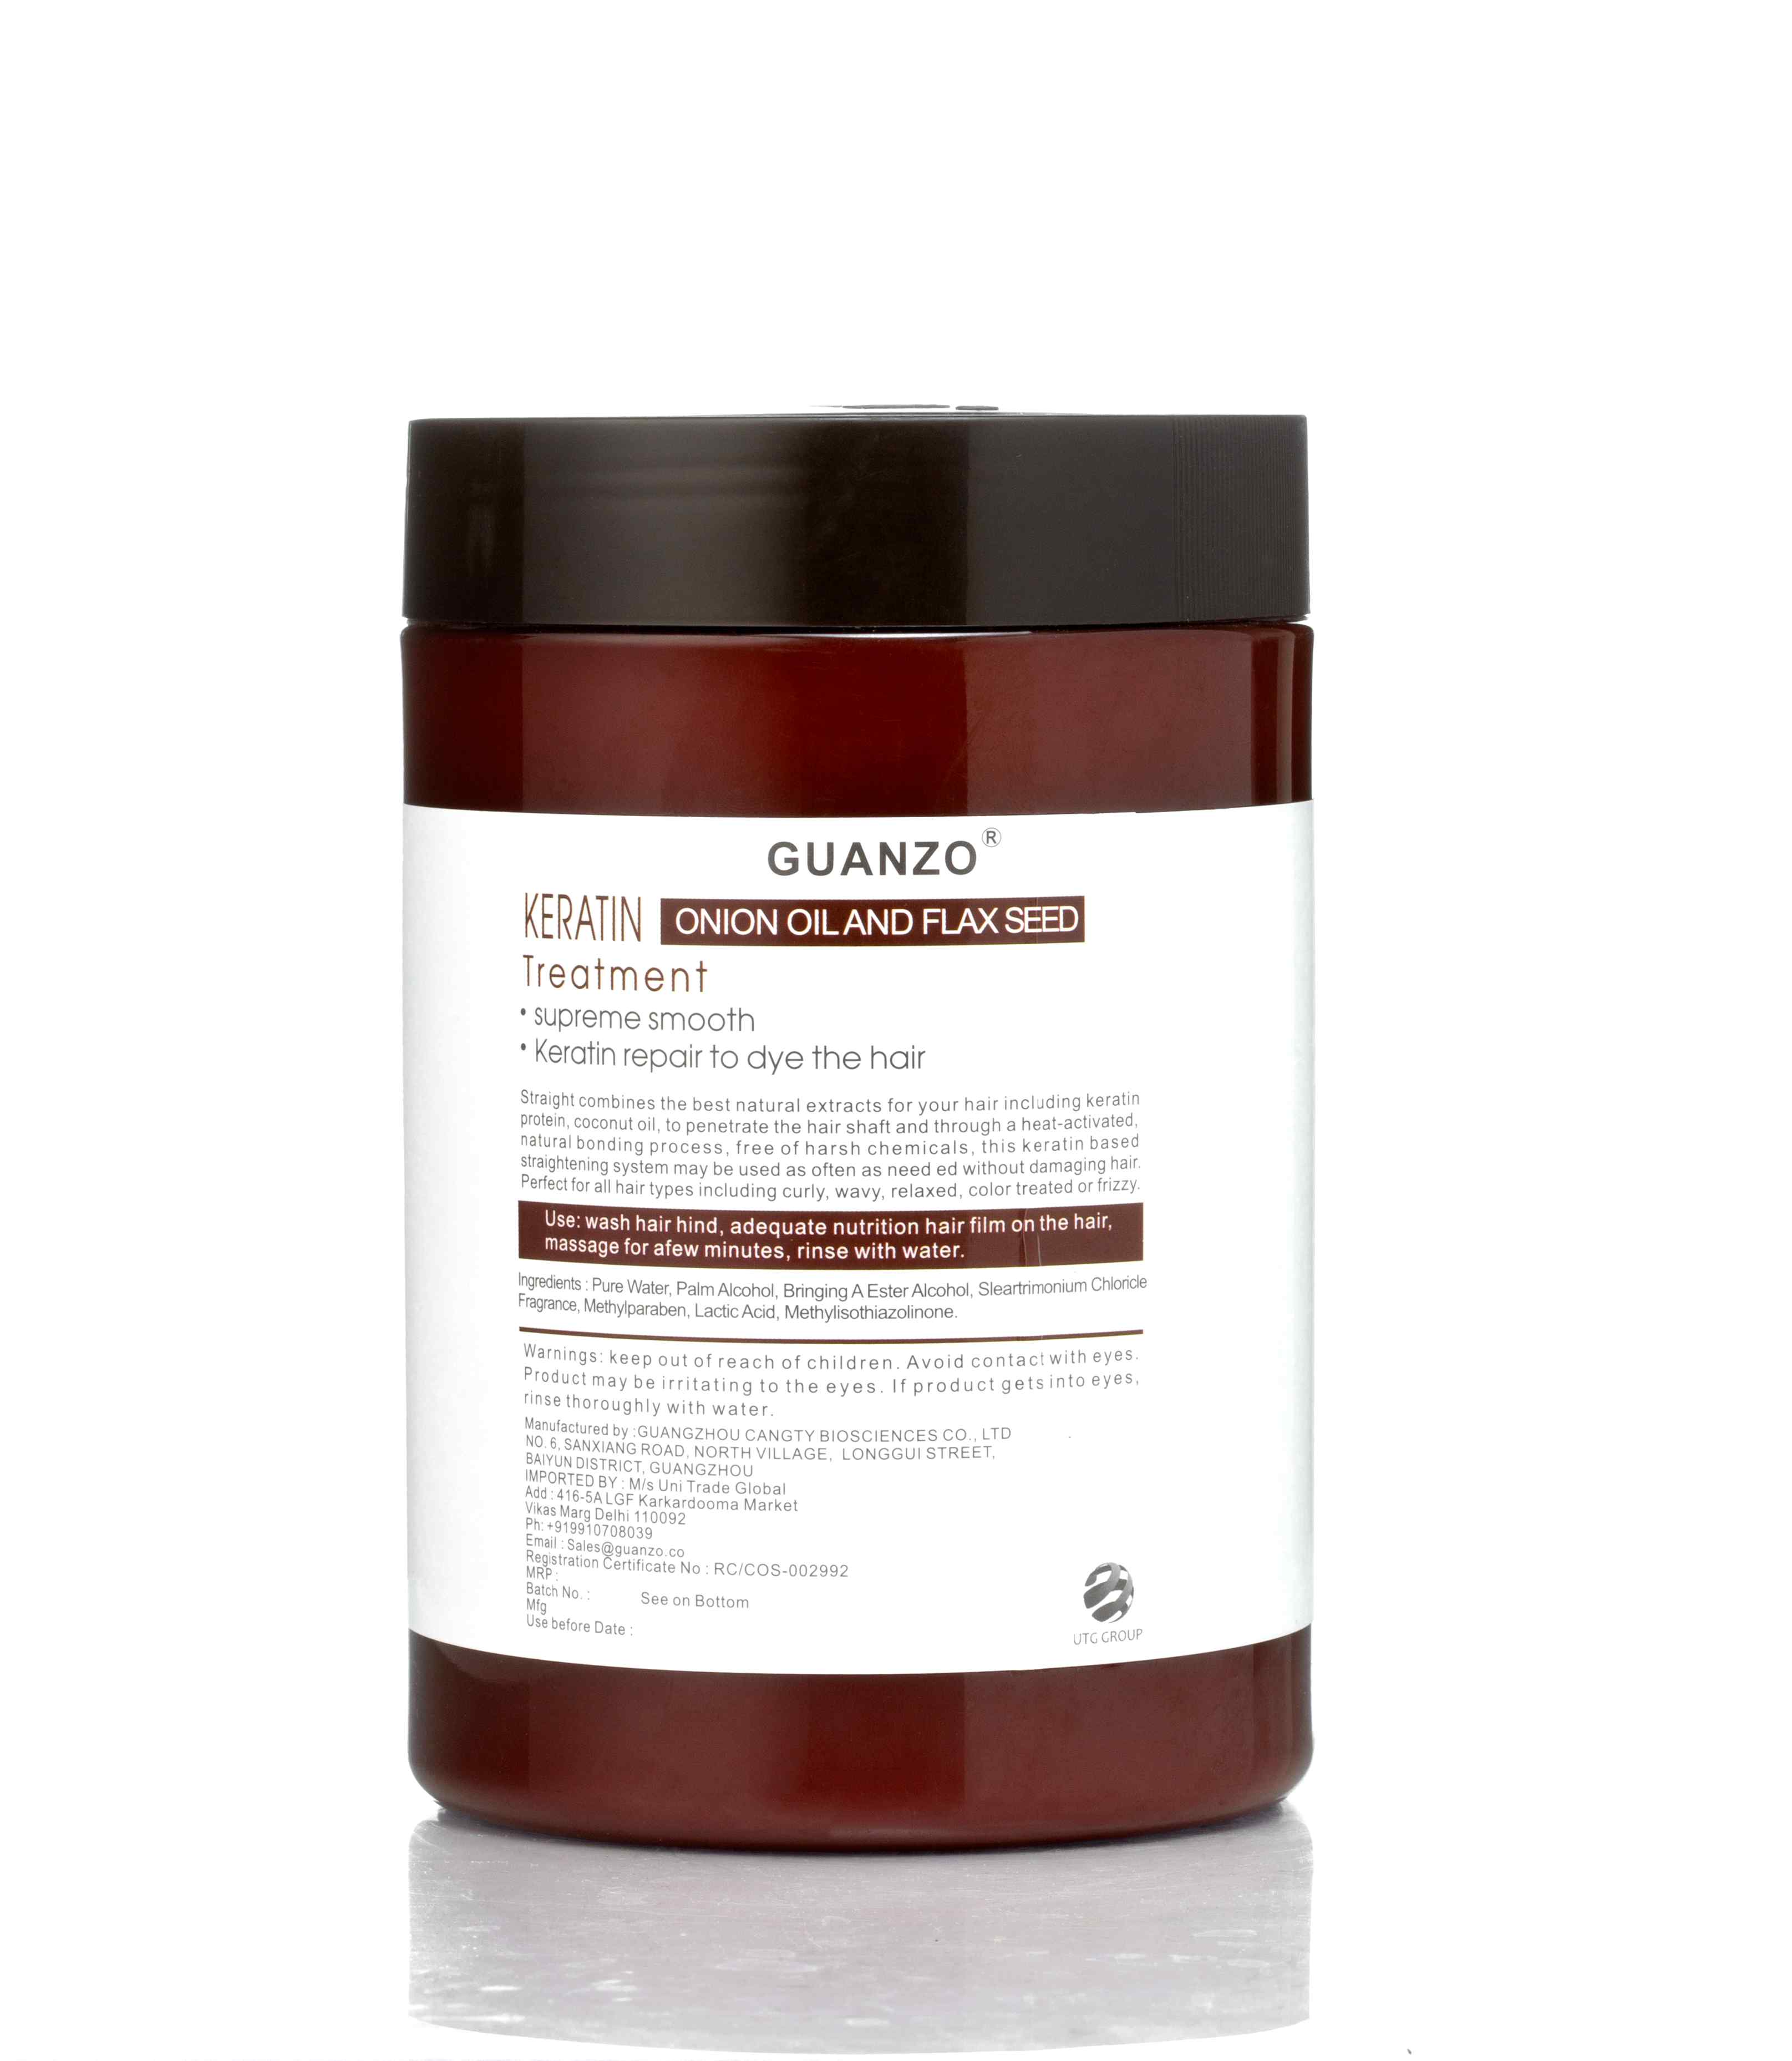 GUANZO®
KERATIN ONION OIL AND FLAX SEED
Treatment
• supreme smooth
• Keratin repair to dye the hair
Straight combines the best natural extracts for your hair including keratin
protein, coconut oil, to penetrate the hair shaft and through a heat-activated,
natural bonding process, free of harsh chemicals, this keratin based
straightening system may be used as often as need ed without damaging hair.
Perfect for all hair types including curly, wavy, relaxed, color treated or frizzy.
Use: wash hair hind, adequate nutrition hair film on the hair,
massage for afew minutes, rinse with water.
Ingredients : Pure Water, Palm Alcohol, Bringing A Ester Alcohol, Sleartrimonium Chloricle
Fragrance, Methylparaben, Lactic Acid, Methylisothiazolinone.
Warnings: keep out of reach of children. Avoid contact with eyes.
Product may be irritating to the eyes. If product gets into eyes,
rinse thoroughly with water.
Manufactured by :GUANGZHOU CANGTY BIOSCIENCES CO., LTD
NO. 6, SANXIANG ROAD, NORTH VILLAGE, LONGGUI STREET,
BAIYUN DISTRICT, GUANGZHOU
IMPORTED BY : M/s Uni Trade Global
Add : 416-5A LGF Karkardooma Market
Vikas Marg Delhi 110092
Ph: +919910708039
Email : Sales@guanzo.co
Registration Certificate No : RC/COS-002992
MRP :
Batch No. : See on Bottom
Mfg
Use before Date :
UTG GROUP